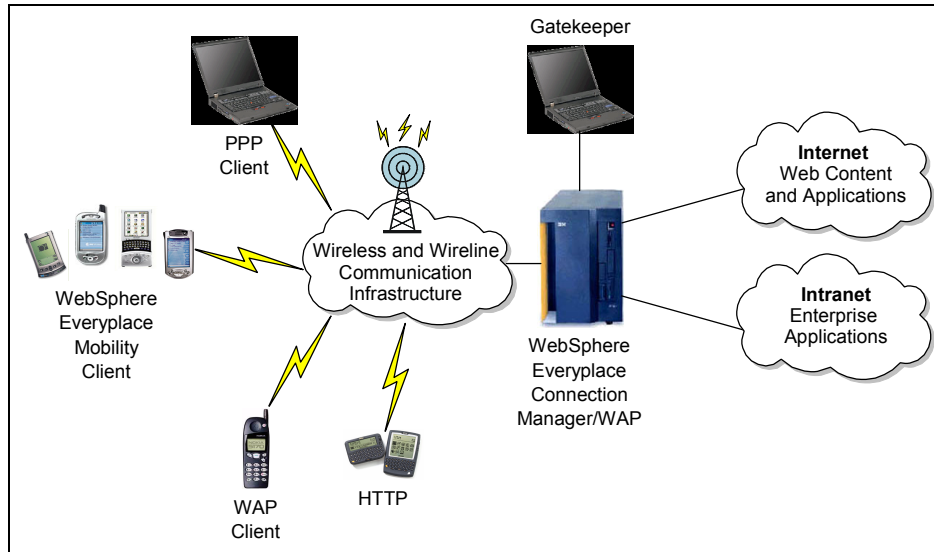 Gatekeeper
PPP
Client
Internet
Web Content
and Applications
Wireless and Wireline
Communication
Infrastructure
WebSphere
Everyplace
Mobility
Client
Intranet
Enterprise
Applications
WebSphere
Everyplace
Connection
Manager/WAP
WAP
Client
HTTP